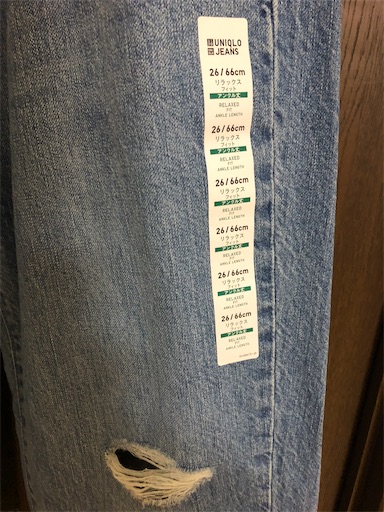 UNIQLO
JEANS
26/66cm
リラックス
フィット
アンクル丈
RELAXED
FIT
ANKLE LENGTH
26/66cm
リラックス
フィット
アンクル丈
RELAXED
FIT
ANKLE LENGTH
26/66cm
リラックス
フィット
アンクル丈
RELAXED
FIT
ANKLE LENGTH
26/66cm
リラックス
フィット
アンクル丈
RELAXED
FIT
ANKLE LENGTH
26/66cm
リラックス
フィット
アンクル丈
RELAXED
FIT
ANKLE LENGTH
26/66cm
リラックス
フィット
アンクル丈
RELAXED
FIT
ANKLE LENGTH